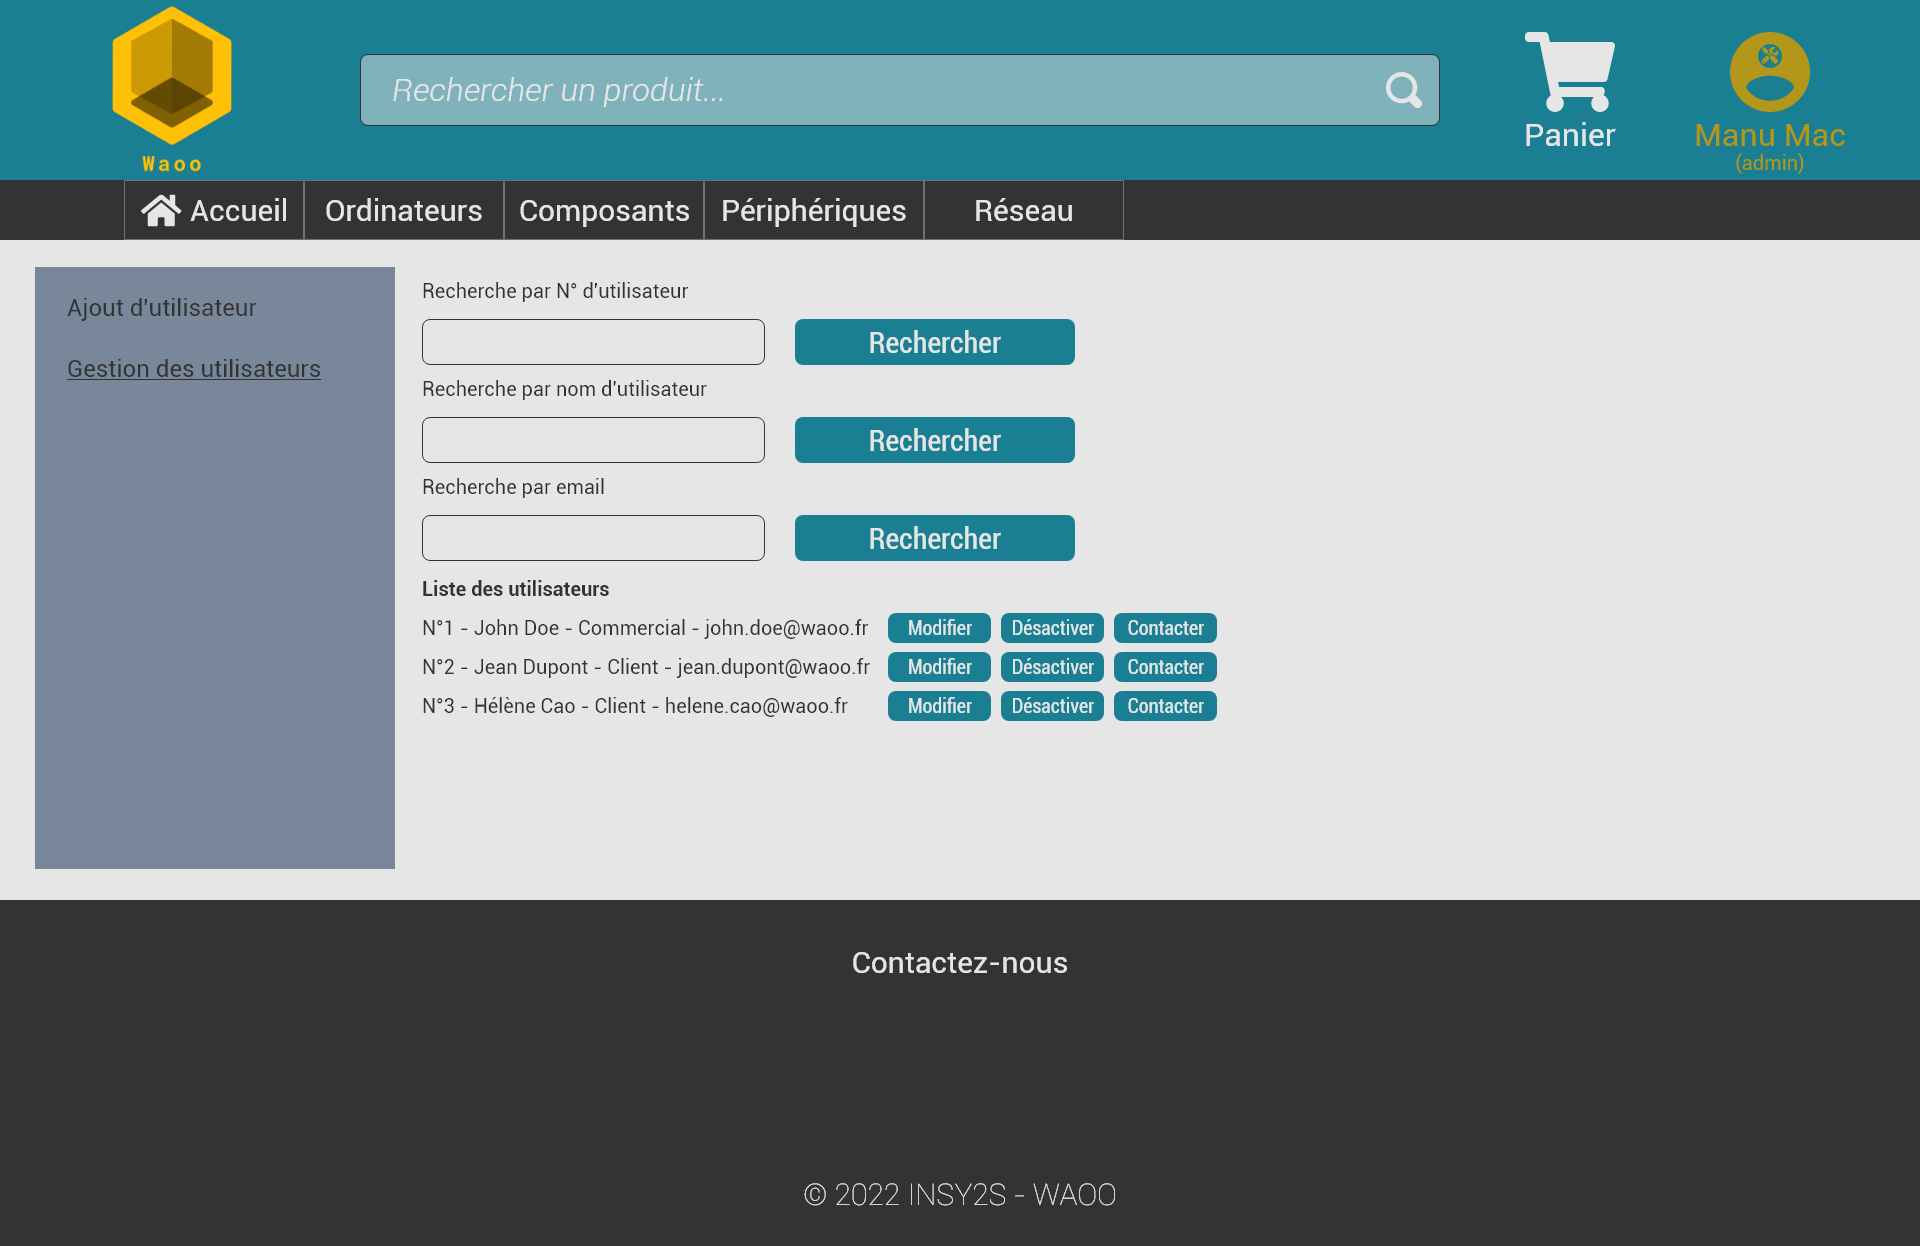 Waoo
Rechercher un produit...
Panier
Manu Mac
(admin)
Accueil
Ordinateurs
Composants
Périphériques
Réseau
Ajout d'utilisateur
Gestion des utilisateurs
Recherche par N° d'utilisateur
Rechercher
Recherche par nom d'utilisateur
Rechercher
Recherche par email
Rechercher
Liste des utilisateurs
N°1 - John Doe - Commercial - john.doe@waoo.fr Modifier Désactiver Contacter
N°2 - Jean Dupont - Client - jean.dupont@waoo.fr Modifier Désactiver Contacter
N°3 - Hélène Cao - Client - helene.cao@waoo.fr Modifier Désactiver Contacter
Contactez-nous
© 2022 INSY2S - WAOO